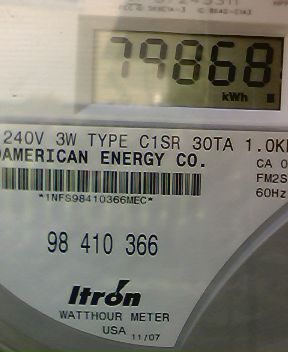 79868
kWh
240V 3W TYPE C1SR 30TA 1.0K
AMERICAN ENERGY CO.
CA 0
FM2S
60Hz
*1NFS98410366MEC*
98 410 366
Itron
WATTHOUR METER
USA 11/07